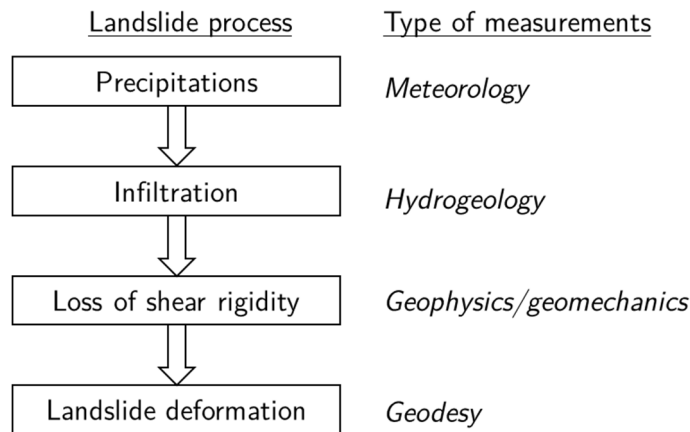 Landslide process Type of measurements
Precipitations Meteorology
Infiltration Hydrogeology
Loss of shear rigidity Geophysics/geomechanics
Landslide deformation Geodesy